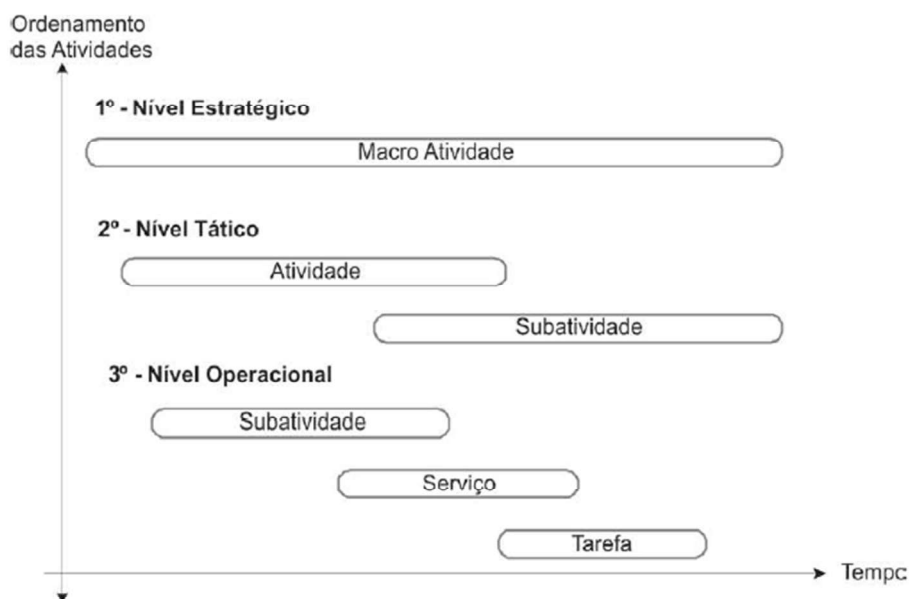 Ordenamento
das Atividades
1º - Nível Estratégico
Macro Atividade
2º - Nível Tático
Atividade
Subatividade
3º - Nível Operacional
Subatividade
Serviço
Tarefa
Tempo